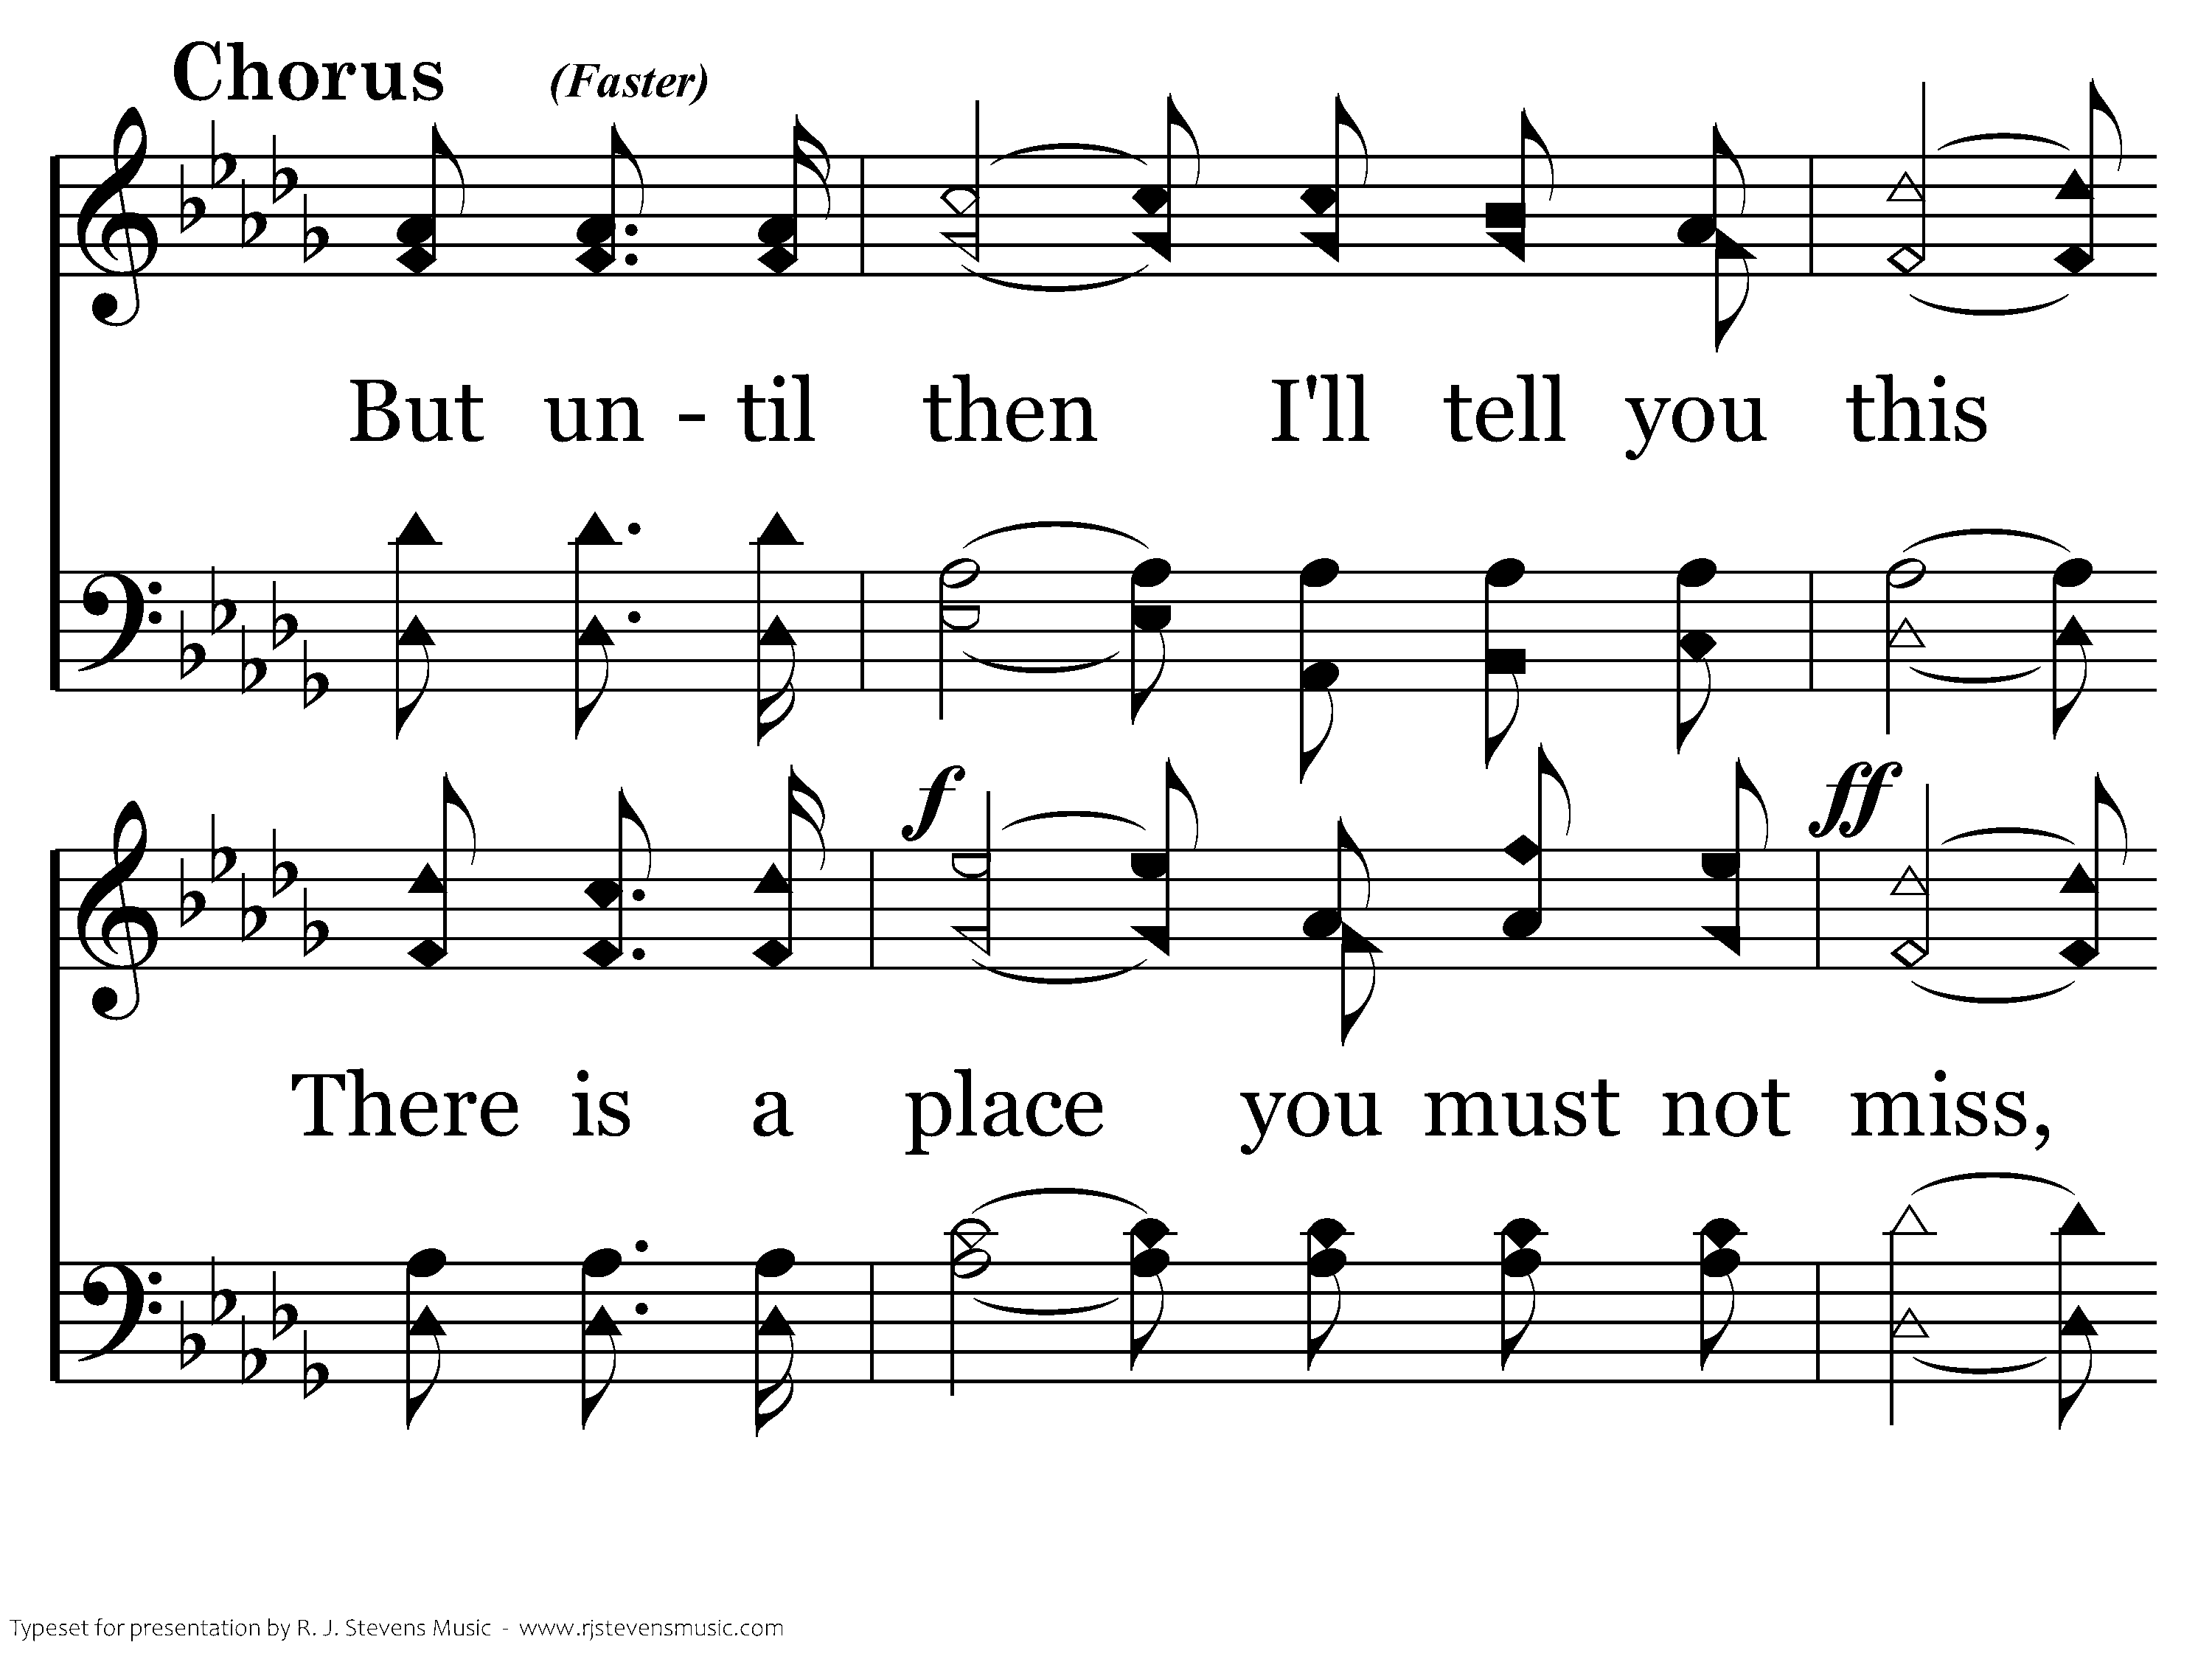 Chorus (Faster)
But un - til then I'll tell you this
f ff
There is a place you must not miss,
Typeset for presentation by R. J. Stevens Music - www.rjstevensmusic.com